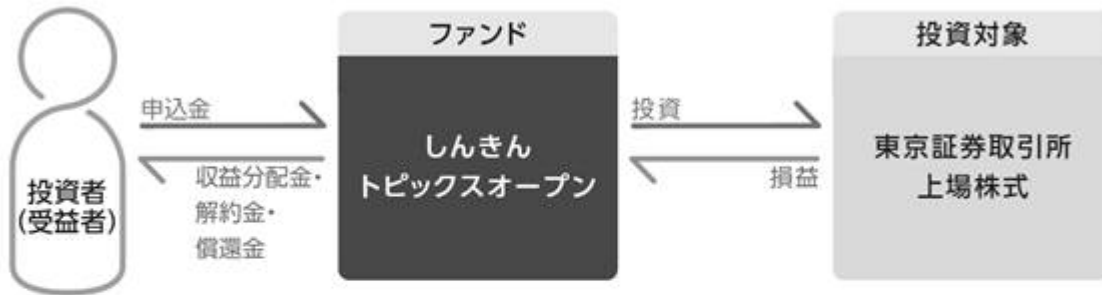 投資者
(受益者)
申込金
収益分配金・
解約金・
償還金
ファンド
しんきん
トピックスオープン
投資
損益
投資対象
東京証券取引所
上場株式